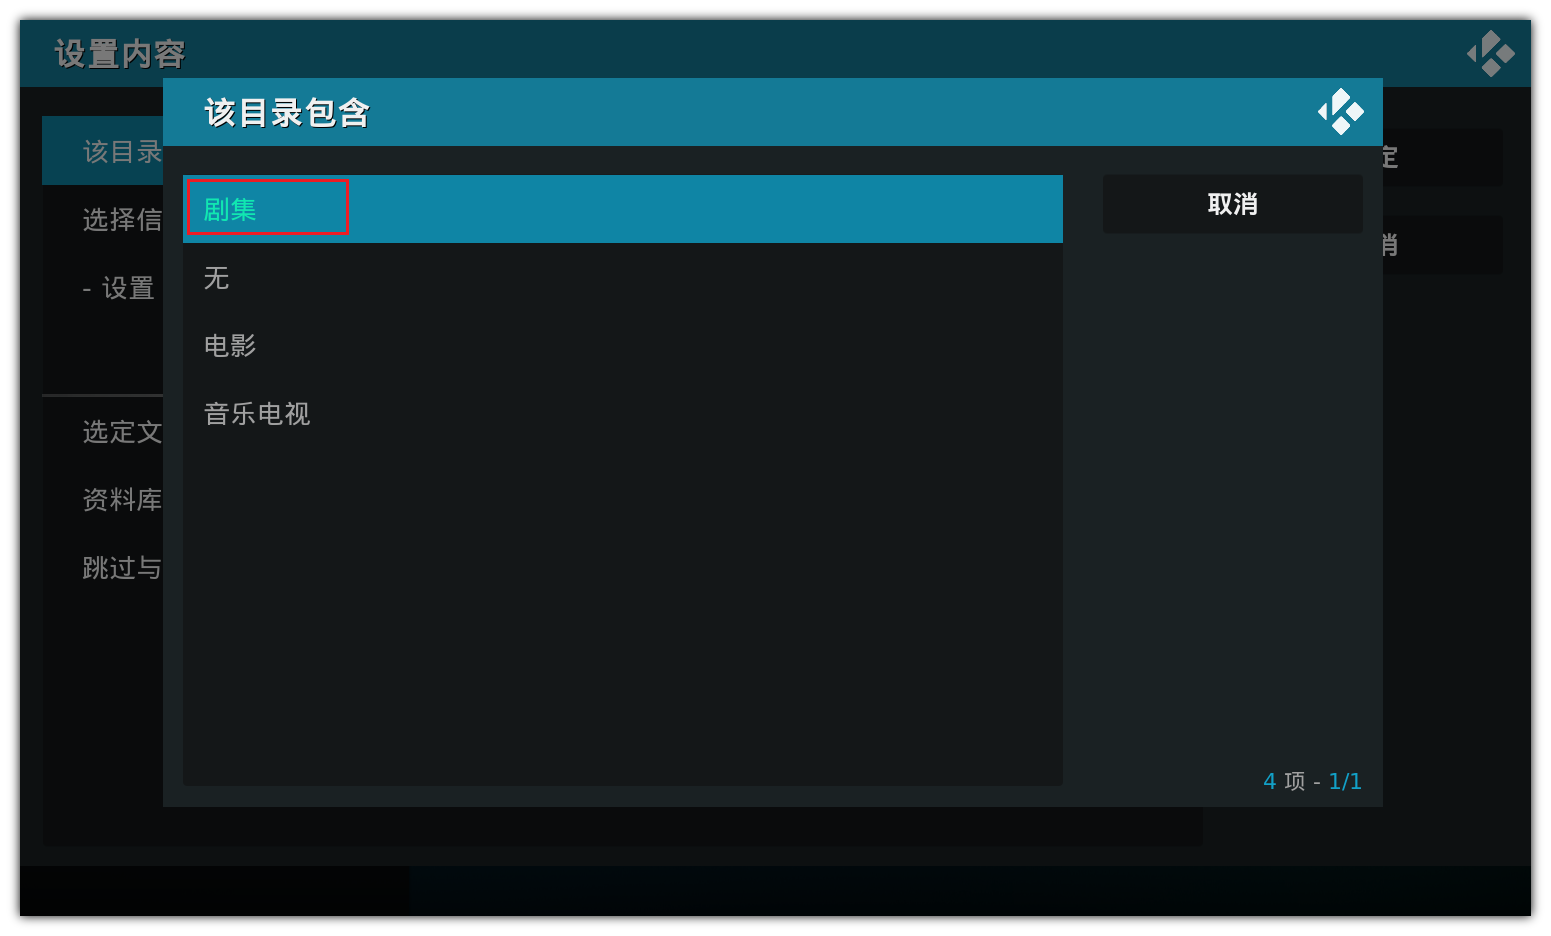 设置内容
该目录包含
该目录
定
剧集
取消
选择信
消
无
- 设置
电影
音乐电视
选定文
资料库
跳过与
4 项 - 1/1